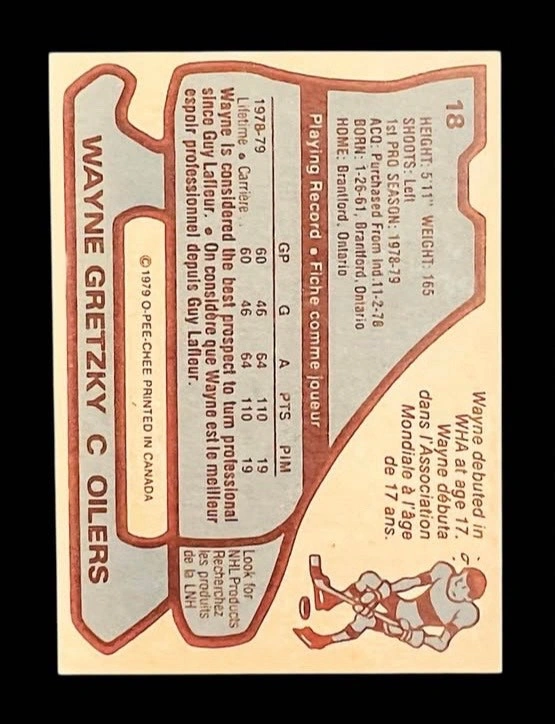 18
HEIGHT: 5'11" WEIGHT: 165
SHOOTS: Left
1st PRO SEASON: 1978-79
ACQ: Purchased From Ind. 11-2-78
BORN: 1-26-61, Brantford, Ontario
HOME: Brantford, Ontario
Wayne debuted in
WHA at age 17.
Wayne débuta
dans l'Association
Mondiale à l'âge
de 17 ans.
Playing Record • Fiche comme joueur
GP G A PTS PIM
1978-79 60 46 64 110 19
Lifetime • Carrière .. 60 46 64 110 19
Wayne is considered the best prospect to turn professional
since Guy Lafleur. • On considère que Wayne est le meilleur
espoir professionnel depuis Guy Lafleur.
Look for
NHL Products
Recherchez
les produits
de la LNH
©1979 O-PEE-CHEE PRINTED IN CANADA
WAYNE GRETZKY C OILERS